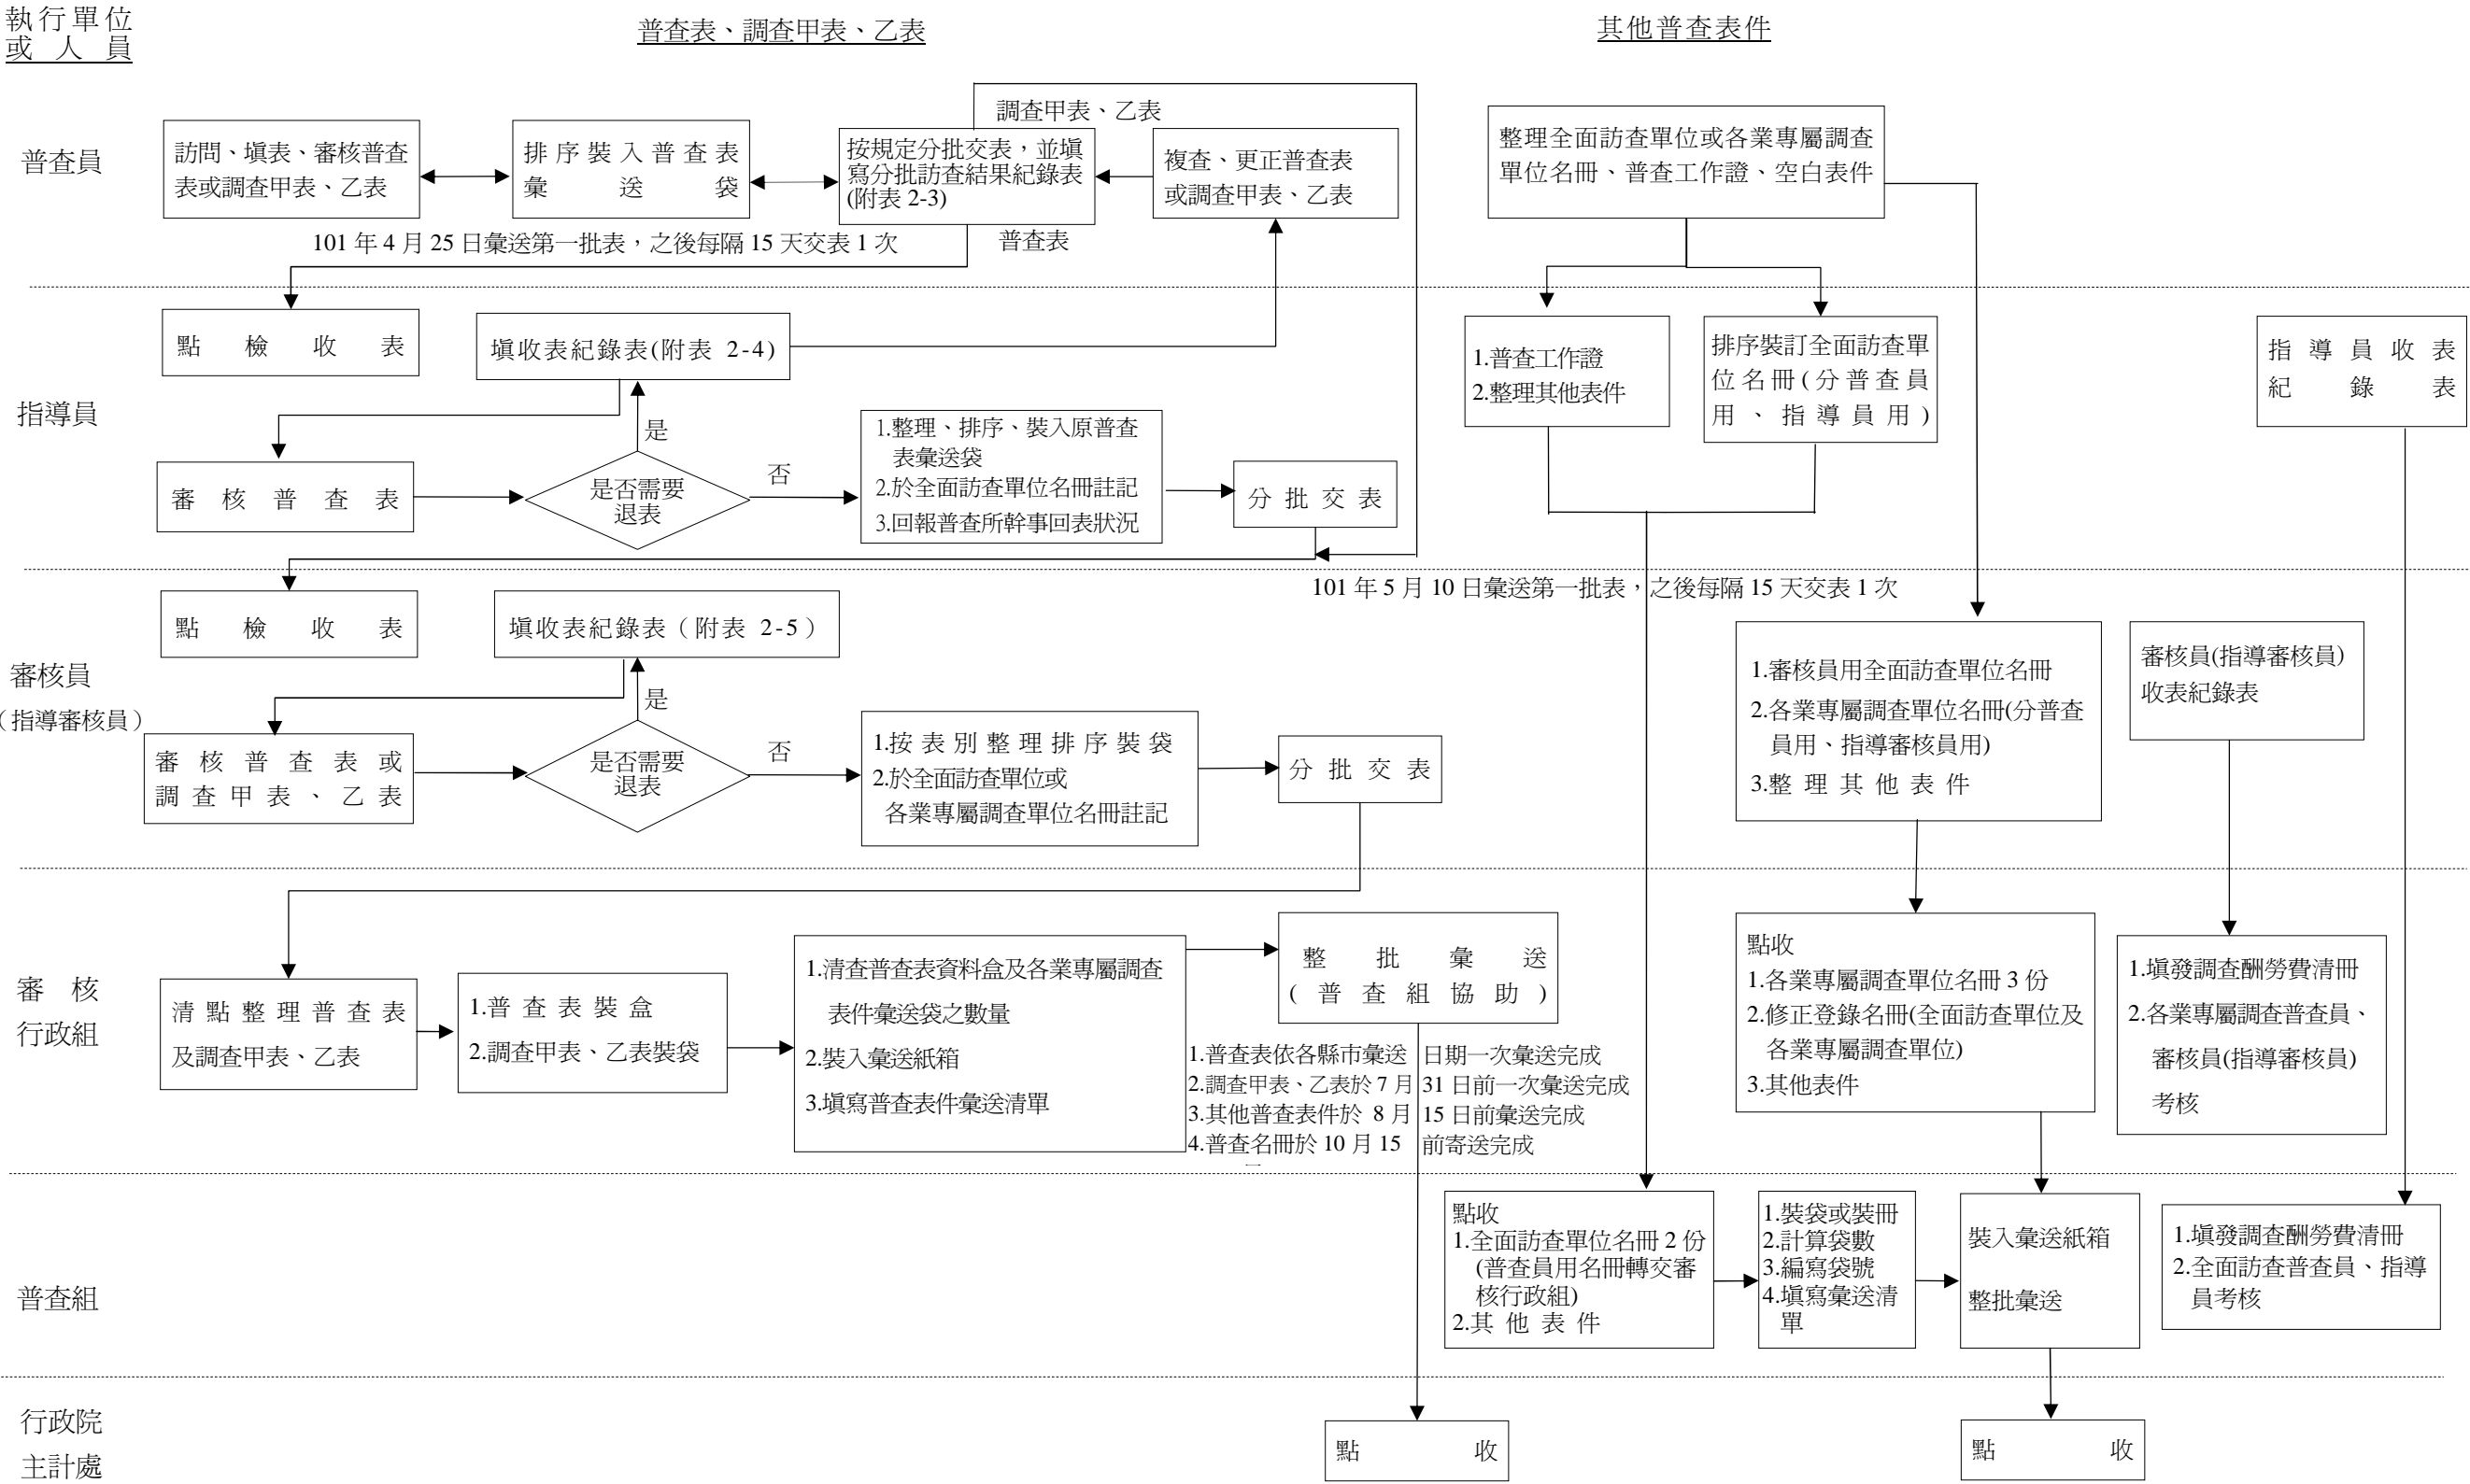 執行單位
或人員
普查表、調查甲表、乙表
其他普查表件
普查員
訪問、填表、審核普查
表或調查甲表、乙表
排序裝入普查表
彙送袋
調查甲表、乙表
按規定分批交表，並填
寫分批訪查結果紀錄表
(附表 2-3)
複查、更正普查表
或調查甲表、乙表
整理全面訪查單位或各業專屬調查
單位名冊、普查工作證、空白表件
101 年 4 月 25 日彙送第一批表，之後每隔 15 天交表 1 次
普查表
指導員
點檢收表
填收表紀錄表(附表 2-4)
1.普查工作證
2.整理其他表件
排序裝訂全面訪查單
位名冊(分普查員
用、指導員用)
指導員收表
紀錄表
審核普查表
是否需要
退表
是
否
1.整理、排序、裝入原普查
表彙送袋
2.於全面訪查單位名冊註記
3.回報普查所幹事回表狀況
分批交表
101 年 5 月 10 日彙送第一批表，之後每隔 15 天交表 1 次
審核員
（指導審核員）
點檢收表
填收表紀錄表（附表 2-5）
審核普查表或
調查甲表、乙表
是否需要
退表
是
否
1.按表別整理排序裝袋
2.於全面訪查單位或
各業專屬調查單位名冊註記
分批交表
1.審核員用全面訪查單位名冊
2.各業專屬調查單位名冊(分普查
員用、指導審核員用)
3.整理其他表件
審核員(指導審核員)
收表紀錄表
審核
行政組
清點整理普查表
及調查甲表、乙表
1.普查表裝盒
2.調查甲表、乙表裝袋
1.清查普查表資料盒及各業專屬調查
表件彙送袋之數量
2.裝入彙送紙箱
3.填寫普查表件彙送清單
整批彙送
(普查組協助)
1.普查表依各縣市彙送日期一次彙送完成
2.調查甲表、乙表於 7 月 31 日前一次彙送完成
3.其他普查表件於 8 月 15 日前彙送完成
4.普查名冊於 10 月 15 前寄送完成
點收
1.各業專屬調查單位名冊 3 份
2.修正登錄名冊(全面訪查單位及
各業專屬調查單位)
3.其他表件
1.填發調查酬勞費清冊
2.各業專屬調查普查員、
審核員(指導審核員)
考核
普查組
點收
1.全面訪查單位名冊 2 份
(普查員用名冊轉交審
核行政組)
2.其他表件
1.裝袋或裝冊
2.計算袋數
3.編寫袋號
4.填寫彙送清
單
裝入彙送紙箱
整批彙送
1.填發調查酬勞費清冊
2.全面訪查普查員、指導
員考核
行政院
主計處
點收
點收